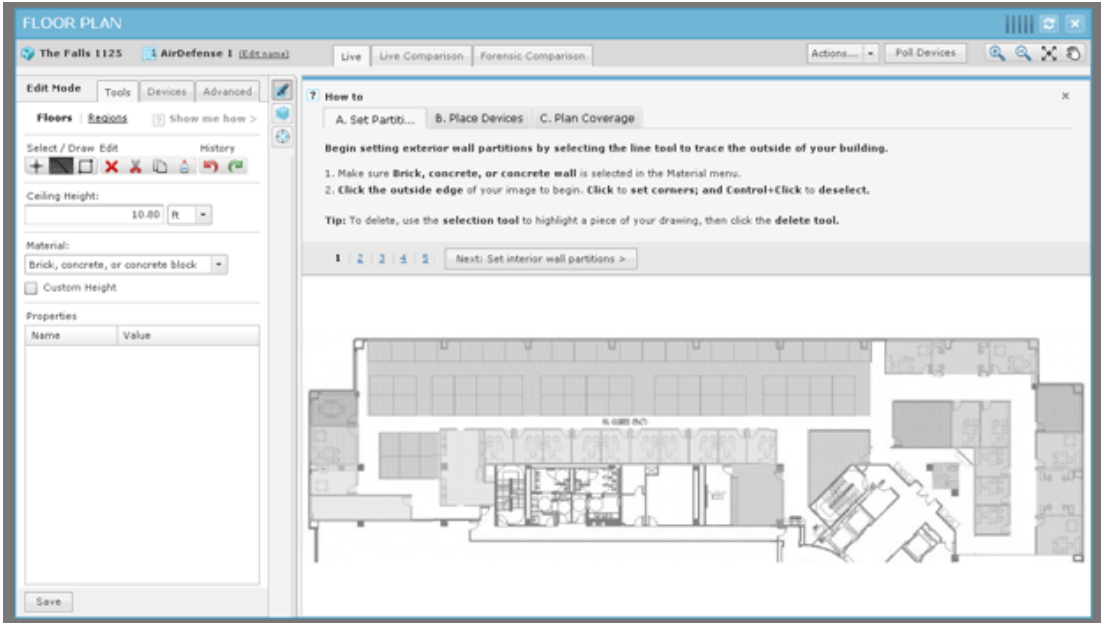 FLOOR PLAN
The Falls 1125 1 AirDefense 1 (Edit name) Live Live Comparison Forensic Comparison Actions... Poll Devices
Edit Mode Tools Devices Advanced
Floors | Regions ? Show me how >
Select / Draw Edit History
Ceiling Height:
10.80 ft
Material:
Brick, concrete, or concrete block
Custom Height
Properties
Name Value
Save
? How to ×
A. Set Partiti... B. Place Devices C. Plan Coverage
Begin setting exterior wall partitions by selecting the line tool to trace the outside of your building.
1. Make sure Brick, concrete, or concrete wall is selected in the Material menu.
2. Click the outside edge of your image to begin. Click to set corners; and Control+Click to deselect.
Tip: To delete, use the selection tool to highlight a piece of your drawing, then click the delete tool.
1 | 2 | 3 | 4 | 5 Next: Set interior wall partitions >